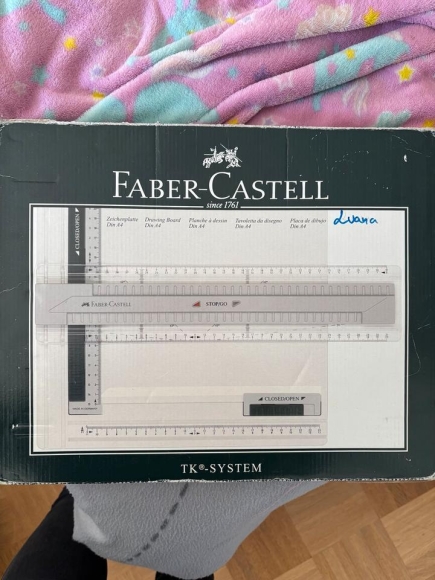 FABER-CASTELL
since 1761
Zeichenplatte Drawing Board Planche à dessin Tavoletta da disegno Placa de dibujo Luana
Din A4 Din A4 Din A4 Din A4 Din A4
CLOSED/OPEN
FABER-CASTELL STOP/GO
CLOSED/OPEN
TK®-SYSTEM